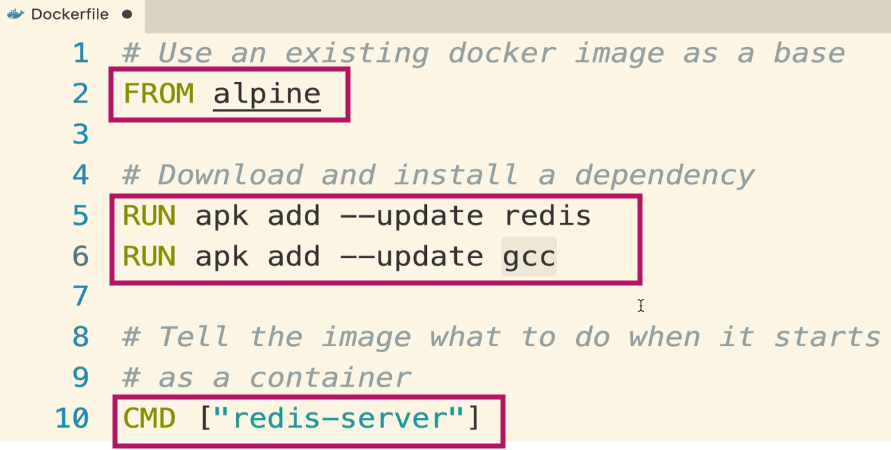 Dockerfile
1 # Use an existing docker image as a base
2 FROM alpine
3
4 # Download and install a dependency
5 RUN apk add --update redis
6 RUN apk add --update gcc
7
8 # Tell the image what to do when it starts
9 # as a container
10 CMD ["redis-server"]